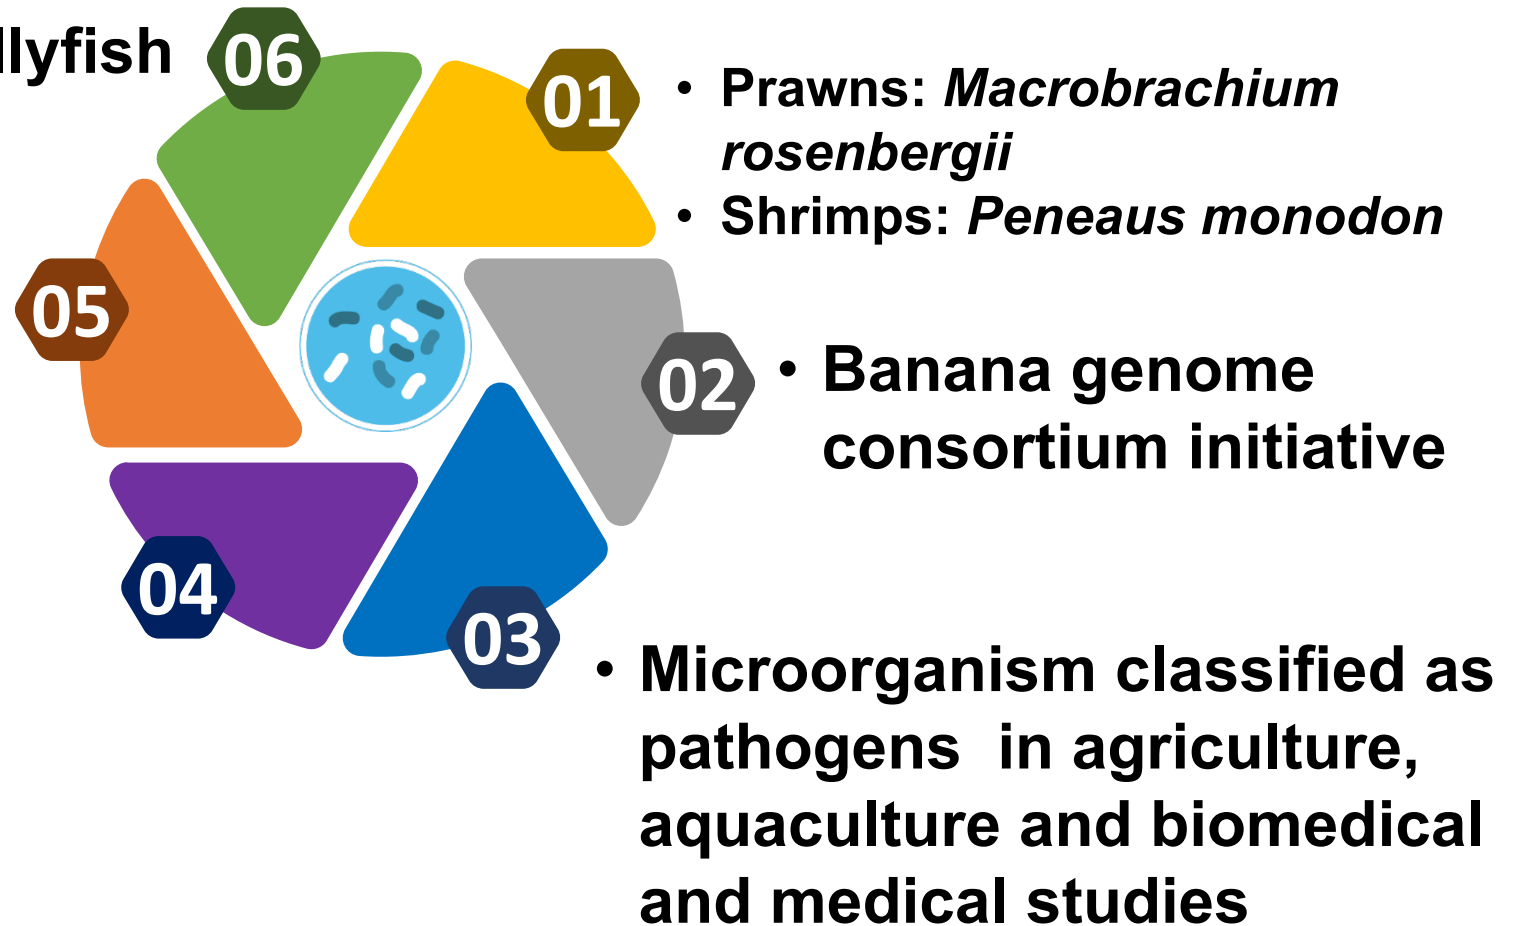 llyfish
06
01
• Prawns: Macrobrachium
rosenbergii
• Shrimps: Peneaus monodon
05
02
• Banana genome
consortium initiative
04
03
• Microorganism classified as
pathogens  in agriculture,
aquaculture and biomedical
and medical studies